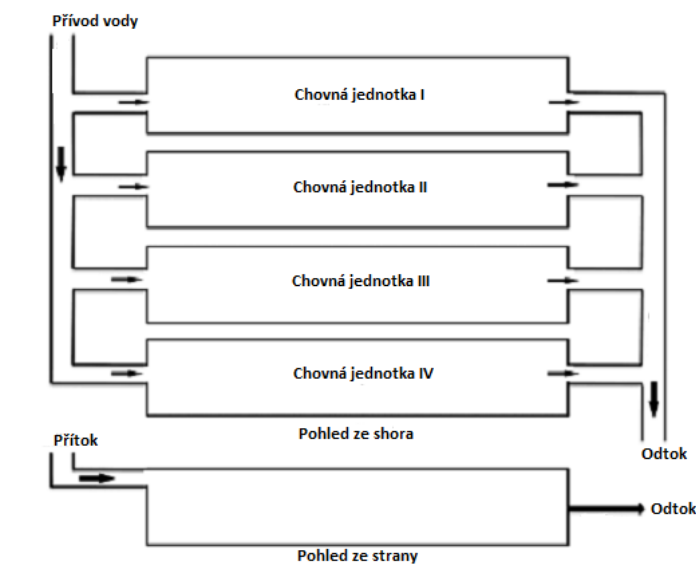 Přívod vody
Chovná jednotka I
Chovná jednotka II
Chovná jednotka III
Chovná jednotka IV
Pohled ze shora
Přítok
Odtok
Odtok
Pohled ze strany